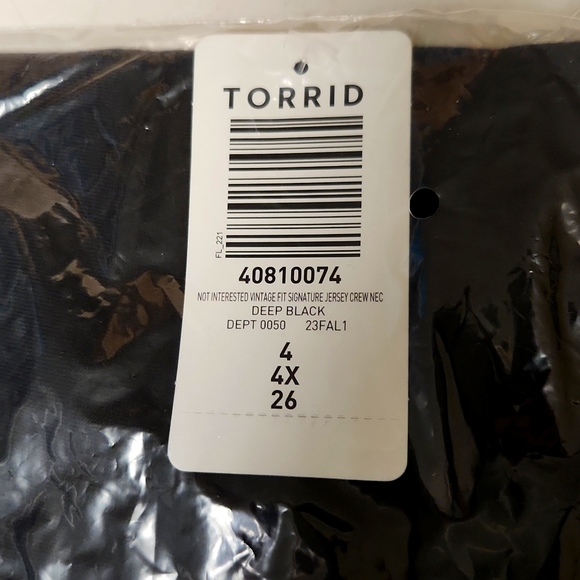 TORRID
FL_221
40810074
NOT INTERESTED VINTAGE FIT SIGNATURE JERSEY CREW NEC
DEEP BLACK
DEPT 0050 23FAL1
4
4X
26